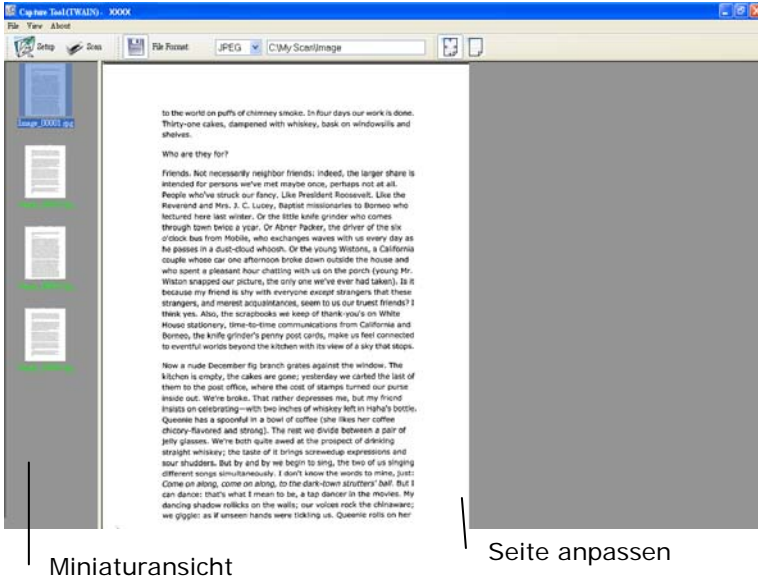 Capture Tool(TWAIN)- XXXX
File View About
Setup Scan File Format JPEG C:\My Scan\Image
Image_00001.jpg
to the world on puffs of chimney smoke. In four days our work is done.
Thirty-one cakes, dampened with whiskey, bask on windowsills and
shelves.
Who are they for?
Friends. Not necessarily neighbor friends: indeed, the larger share is
intended for persons we've met maybe once, perhaps not at all.
People who've struck our fancy. Like President Roosevelt. Like the
Reverend and Mrs. J. C. Lucey, Baptist missionaries to Borneo who
lectured here last winter. Or the little knife grinder who comes
through town twice a year. Or Abner Packer, the driver of the six
o'clock bus from Mobile, who exchanges waves with us every day as
he passes in a dust-cloud whoosh. Or the young Wistons, a California
couple whose car one afternoon broke down outside the house and
who spent a pleasant hour chatting with us on the porch (young Mr.
Wiston snapped our picture, the only one we've ever had taken). Is it
because my friend is shy with everyone except strangers that these
strangers, and merest acquaintances, seem to us our truest friends? I
think yes. Also, the scrapbooks we keep of thank-you's on White
House stationery, time-to-time communications from California and
Borneo, the knife grinder's penny post cards, make us feel connected
to eventful worlds beyond the kitchen with its view of a sky that stops.
Now a nude December fig branch grates against the window. The
kitchen is empty, the cakes are gone; yesterday we carted the last of
them to the post office, where the cost of stamps turned our purse
inside out. We're broke. That rather depresses me, but my friend
insists on celebrating—with two inches of whiskey left in Haha's bottle.
Queenie has a spoonful in a bowl of coffee (she likes her coffee
chicory-flavored and strong). The rest we divide between a pair of
jelly glasses. We're both quite awed at the prospect of drinking
straight whiskey; the taste of it brings screwedup expressions and
sour shudders. But by and by we begin to sing, the two of us singing
different songs simultaneously. I don't know the words to mine, just:
Come on along, come on along, to the dark-town strutters' ball. But I
can dance: that's what I mean to be, a tap dancer in the movies. My
dancing shadow rollicks on the walls; our voices rock the chinaware;
we giggle: as if unseen hands were tickling us. Queenie rolls on her
Miniaturansicht
Seite anpassen